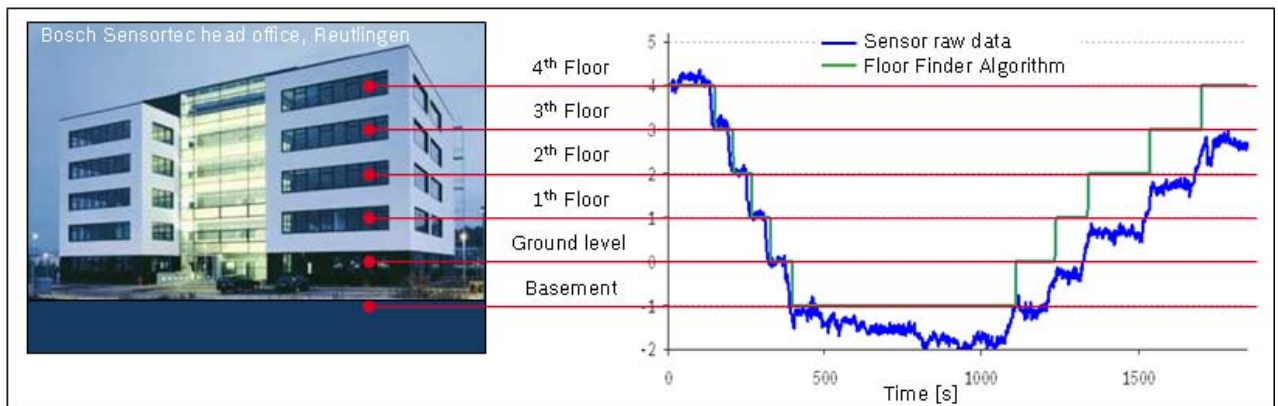 Bosch Sensortec head office, Reutlingen
4th Floor
3th Floor
2th Floor
1th Floor
Ground level
Basement
Sensor raw data
Floor Finder Algorithm
5
4
3
2
1
0
-1
-2
0
500
1000
1500
Time [s]